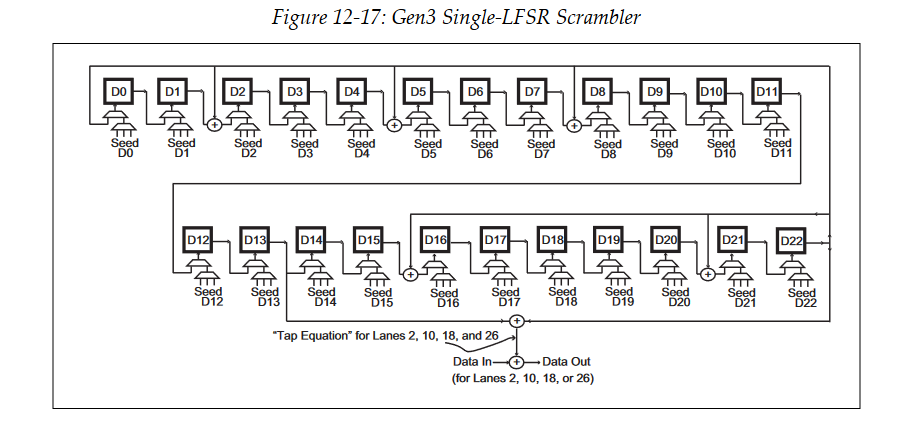 Figure 12-17: Gen3 Single-LFSR Scrambler
D0 D1 D2 D3 D4 D5 D6 D7 D8 D9 D10 D11
+ + +
Seed Seed Seed Seed Seed Seed Seed Seed Seed Seed Seed Seed
D0 D1 D2 D3 D4 D5 D6 D7 D8 D9 D10 D11
D12 D13 D14 D15 D16 D17 D18 D19 D20 D21 D22
+ +
Seed Seed Seed Seed Seed Seed Seed Seed Seed Seed Seed
D12 D13 D14 D15 D16 D17 D18 D19 D20 D21 D22
+
"Tap Equation" for Lanes 2, 10, 18, and 26
Data In + Data Out
(for Lanes 2, 10, 18, or 26)